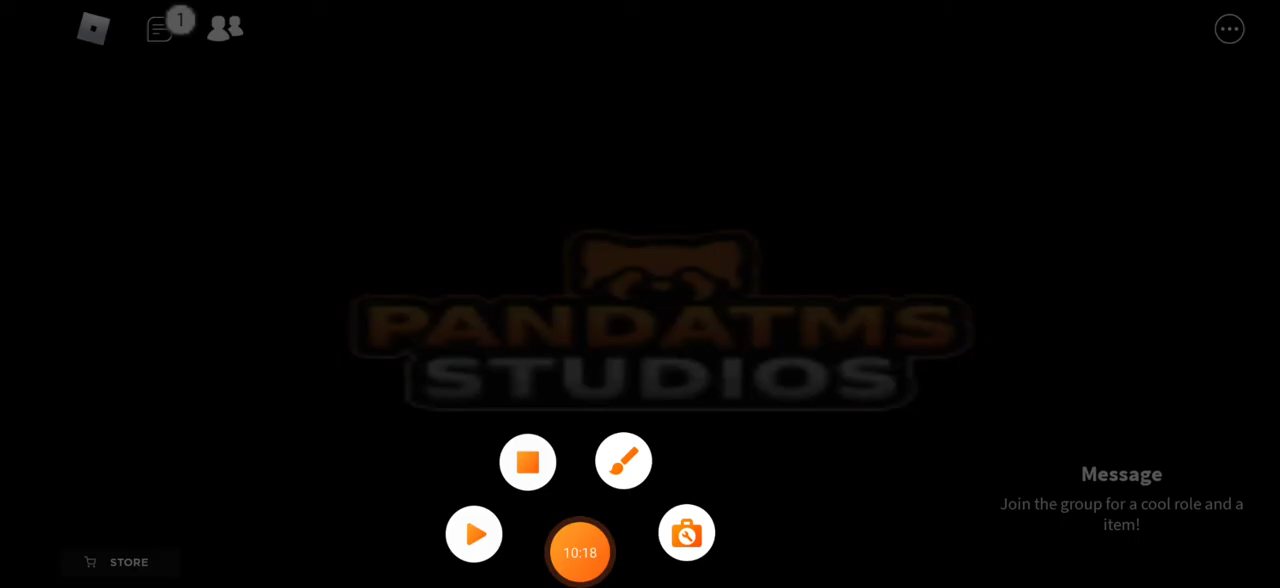 1
PANDATMS
STUDIOS
Message
Join the group for a cool role and a
item!
10:18
STORE